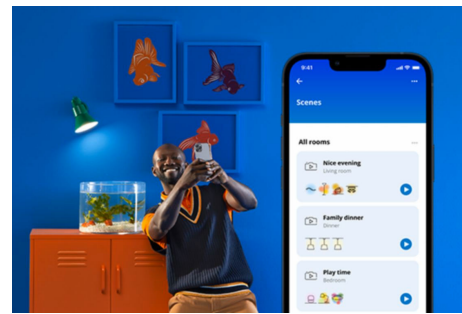 9:41
Scenes
All rooms
Nice evening
Living room
Family dinner
Dinner
Play time
Bedroom